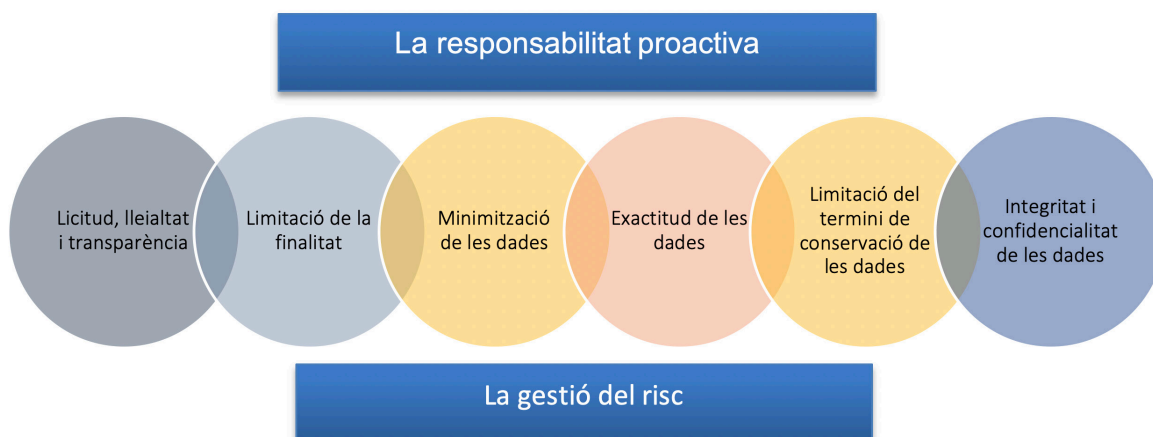 La responsabilitat proactiva
Licitud, lleialtat
i transparència
Limitació de la
finalitat
Minimització
de les dades
Exactitud de les
dades
Limitació del
termini de
conservació de
les dades
Integritat i
confidencialitat
de les dades
La gestió del risc